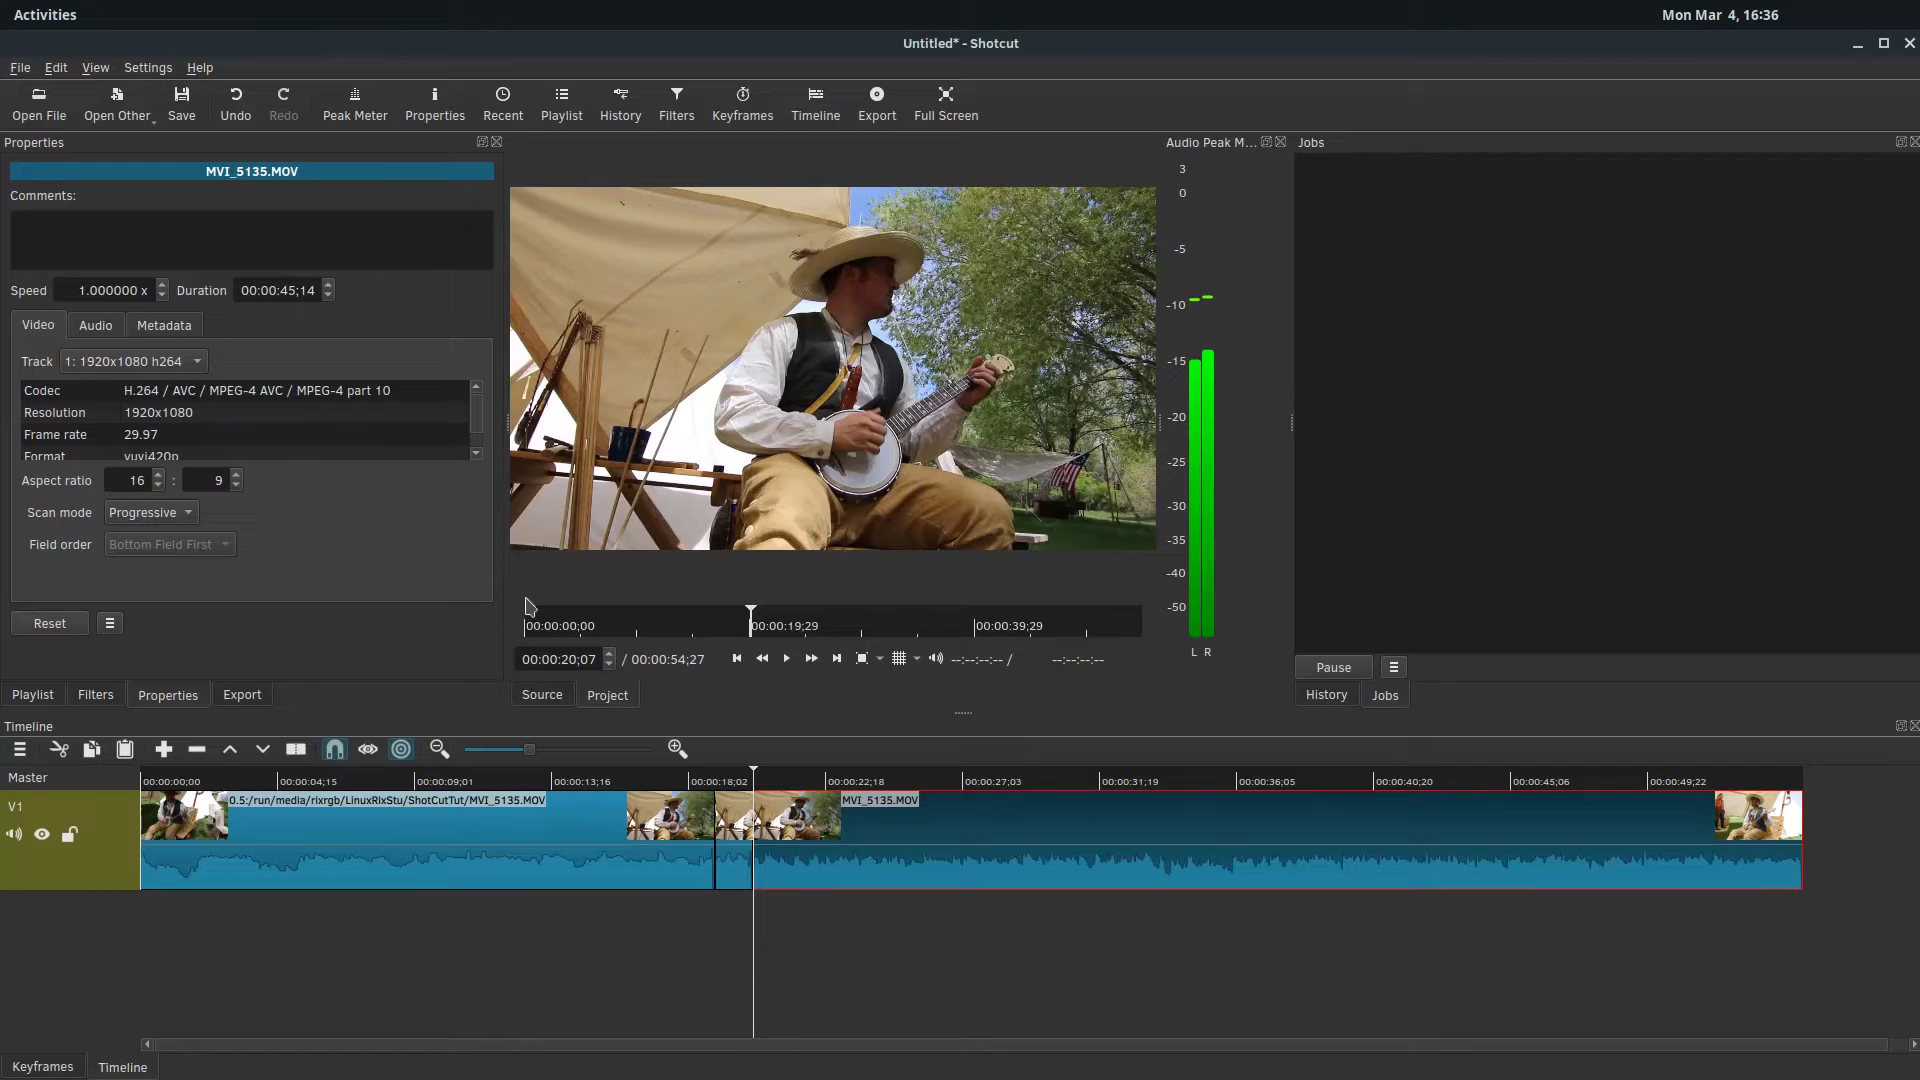 Activities
Mon Mar 4, 16:36
Untitled* - Shotcut
File Edit View Settings Help
Open File Open Other Save Undo Redo Peak Meter Properties Recent Playlist History Filters Keyframes Timeline Export Full Screen
Properties
Audio Peak M...
Jobs
MVI_5135.MOV
Comments:
Speed 1.000000 x Duration 00:00:45;14
Video Audio Metadata
Track 1: 1920x1080 h264
Codec H.264 / AVC / MPEG-4 AVC / MPEG-4 part 10
Resolution 1920x1080
Frame rate 29.97
Format yuvj420p
Aspect ratio 16 : 9
Scan mode Progressive
Field order Bottom Field First
Reset
3
0
-5
-10
-15
-20
-25
-30
-35
-40
-50
L R
00:00:00;00 00:00:19;29 00:00:39;29
00:00:20;07 / 00:00:54;27 --:--:--:-- / --:--:--:--
Pause
Playlist Filters Properties Export
Source Project
History Jobs
Timeline
Master
00:00:00;00 00:00:04;15 00:00:09;01 00:00:13;16 00:00:18;02 00:00:22;18 00:00:27;03 00:00:31;19 00:00:36;05 00:00:40;20 00:00:45;06 00:00:49;22
V1
0.5:/run/media/rixrgb/LinuxRixStu/ShotCutTut/MVI_5135.MOV
MVI_5135.MOV
Keyframes Timeline